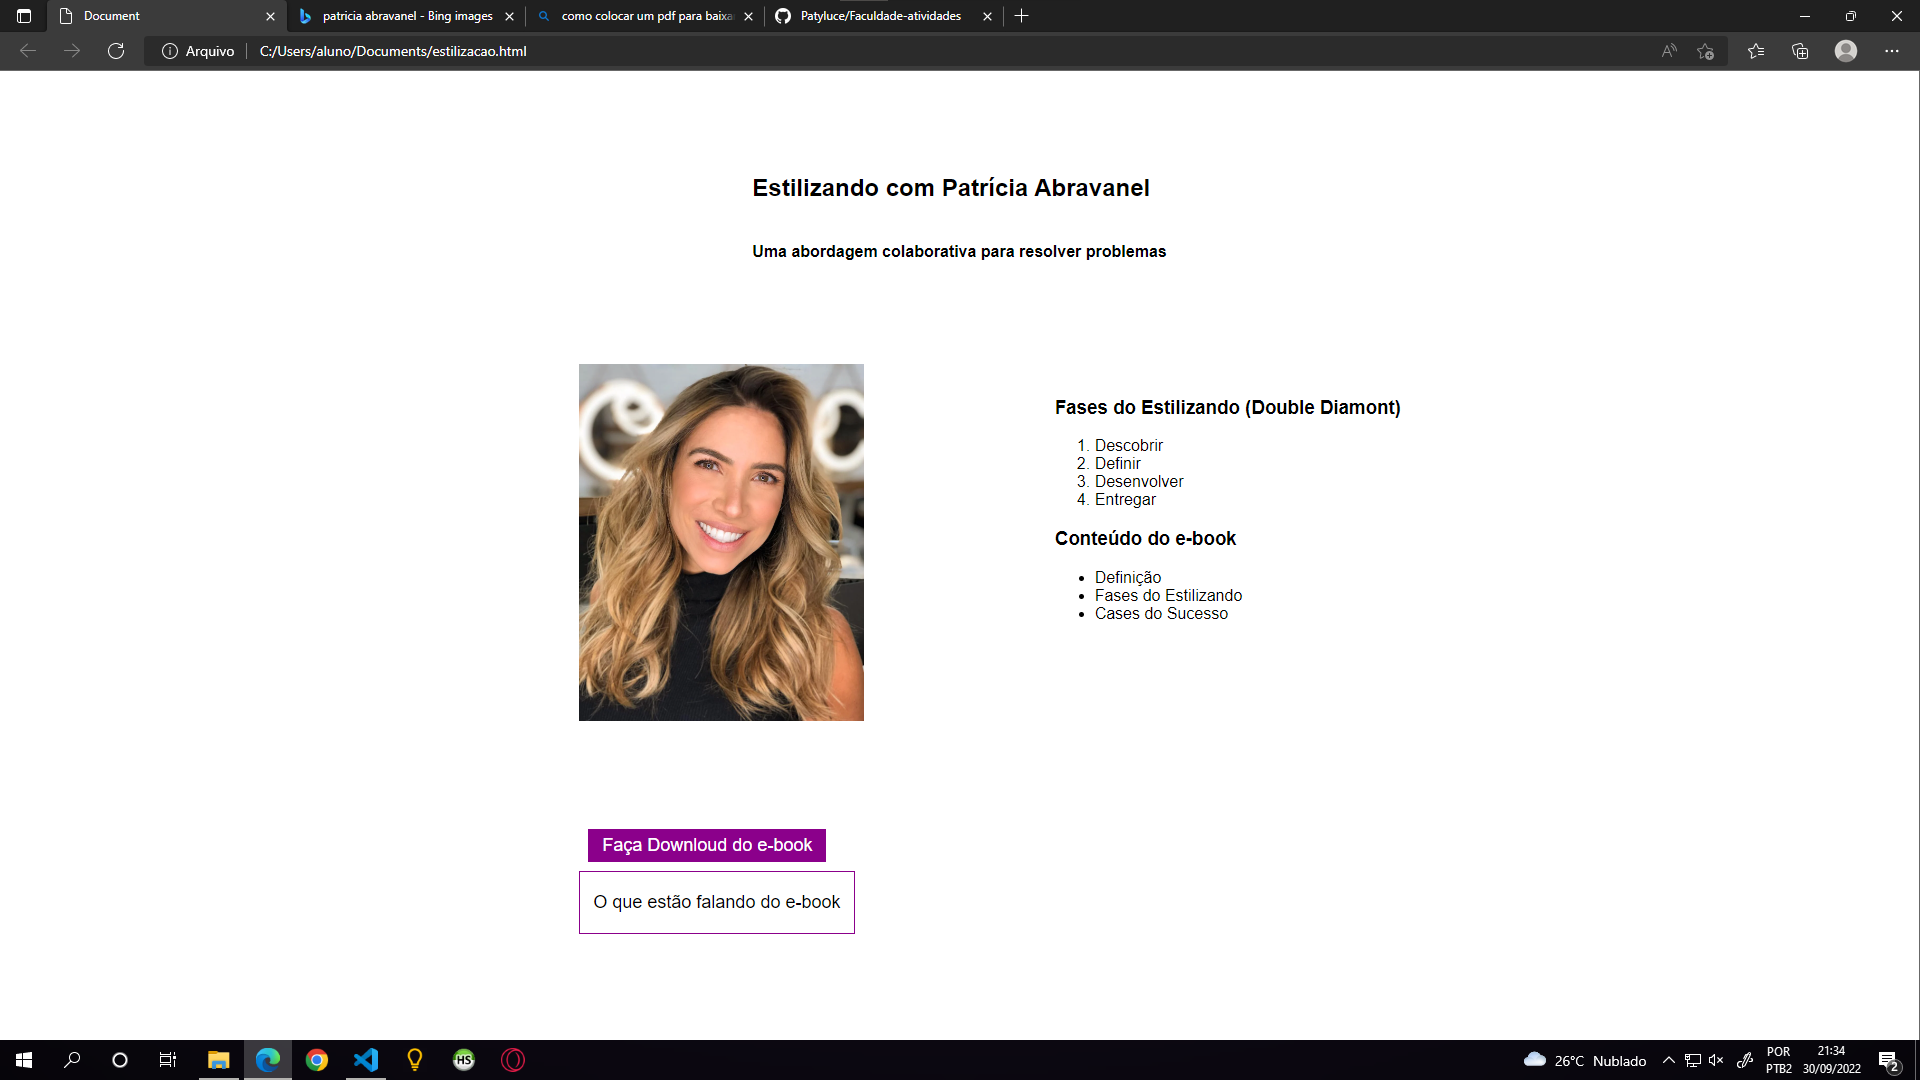 Document
patricia abravanel - Bing images
como colocar um pdf para baixa
Patyluce/Faculdade-atividades
Arquivo
C:/Users/aluno/Documents/estilizacao.html
Estilizando com Patrícia Abravanel
Uma abordagem colaborativa para resolver problemas
Fases do Estilizando (Double Diamont)
1. Descobrir
2. Definir
3. Desenvolver
4. Entregar
Conteúdo do e-book
• Definição
• Fases do Estilizando
• Cases do Sucesso
Faça Downloud do e-book
O que estão falando do e-book
HS
26°C Nublado
POR
PTB2
21:34
30/09/2022
2